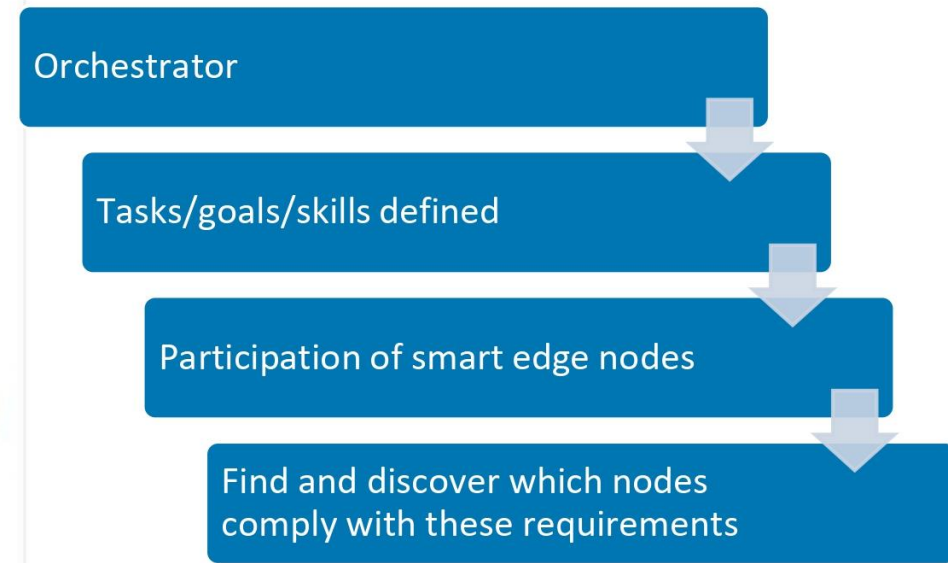 Orchestrator
Tasks/goals/skills defined
Participation of smart edge nodes
Find and discover which nodes
comply with these requirements